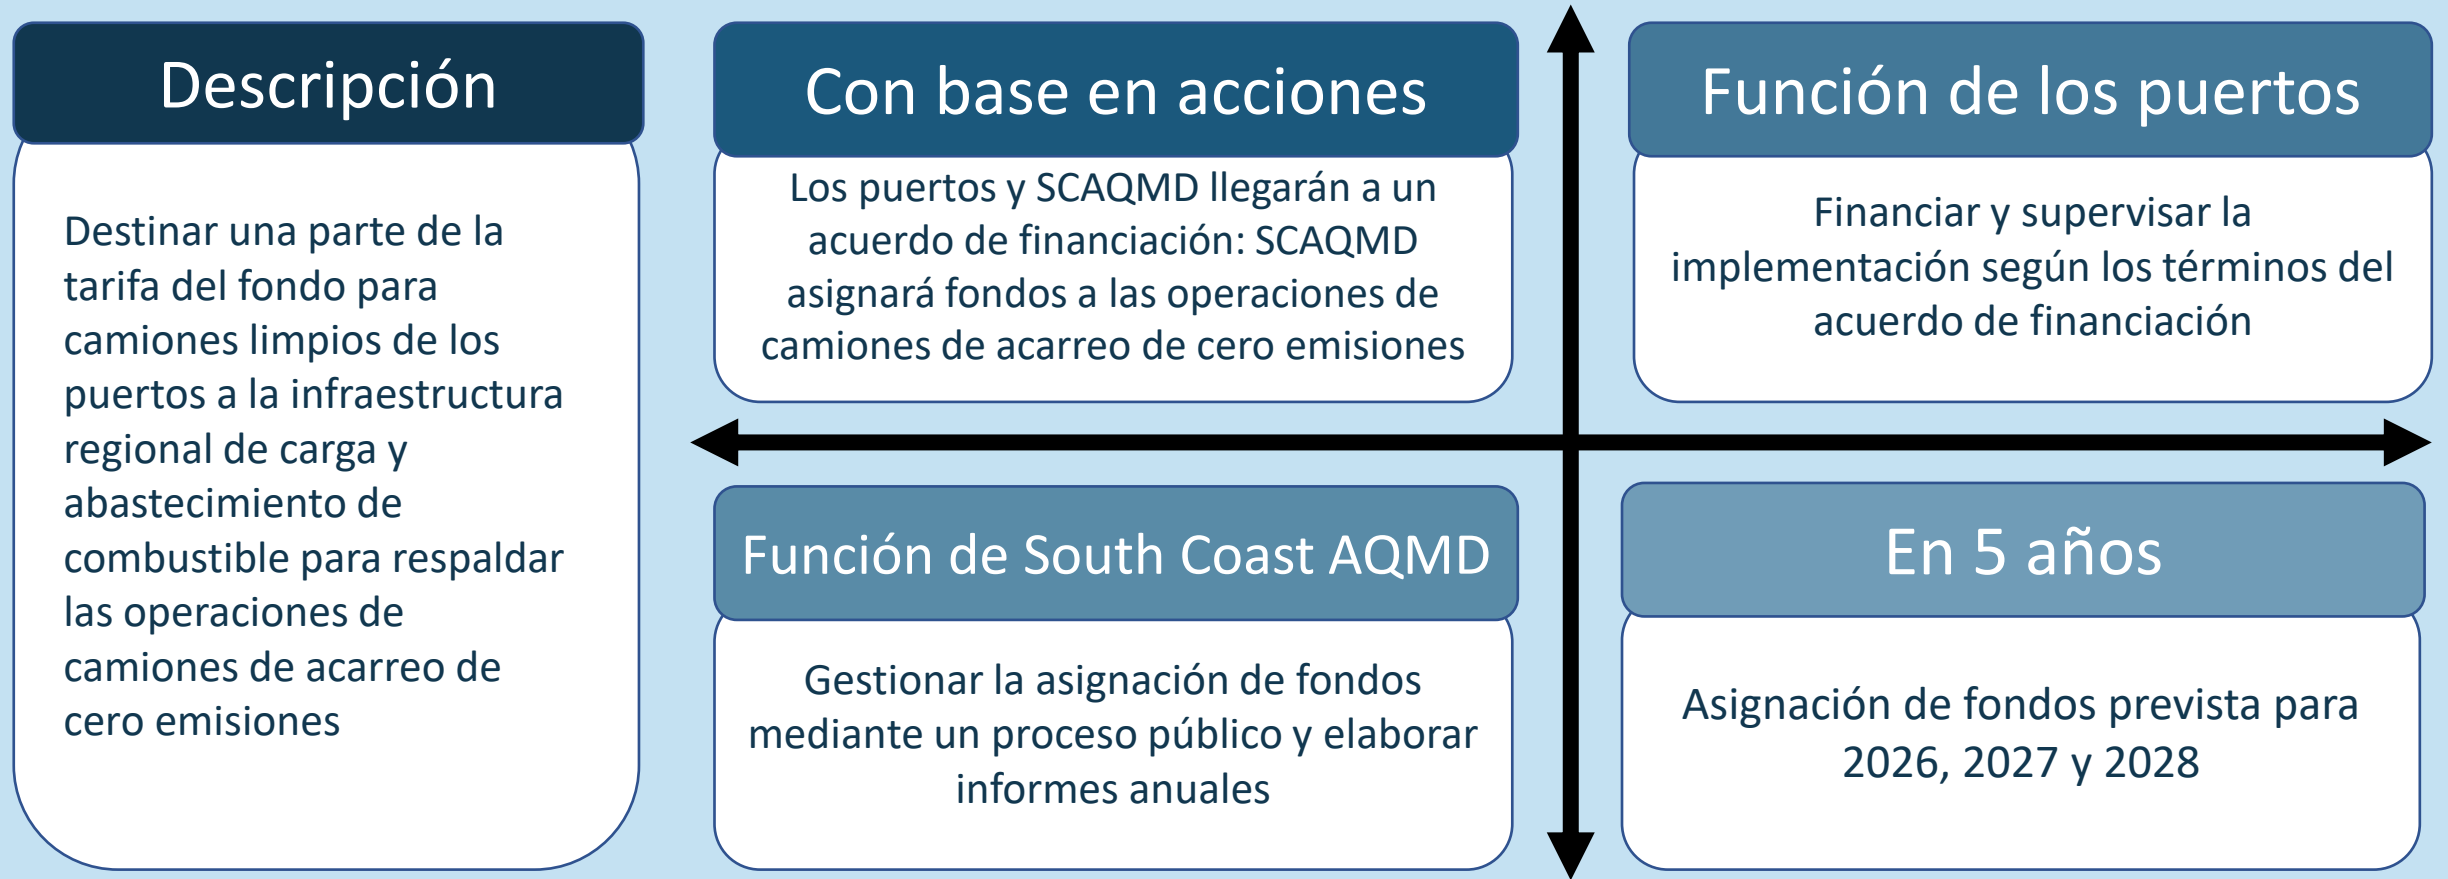 Descripción
Destinar una parte de la
tarifa del fondo para
camiones limpios de los
puertos a la infraestructura
regional de carga y
abastecimiento de
combustible para respaldar
las operaciones de
camiones de acarreo de
cero emisiones
Con base en acciones
Los puertos y SCAQMD llegarán a un
acuerdo de financiación: SCAQMD
asignará fondos a las operaciones de
camiones de acarreo de cero emisiones
Función de los puertos
Financiar y supervisar la
implementación según los términos del
acuerdo de financiación
Función de South Coast AQMD
Gestionar la asignación de fondos
mediante un proceso público y elaborar
informes anuales
En 5 años
Asignación de fondos prevista para
2026, 2027 y 2028